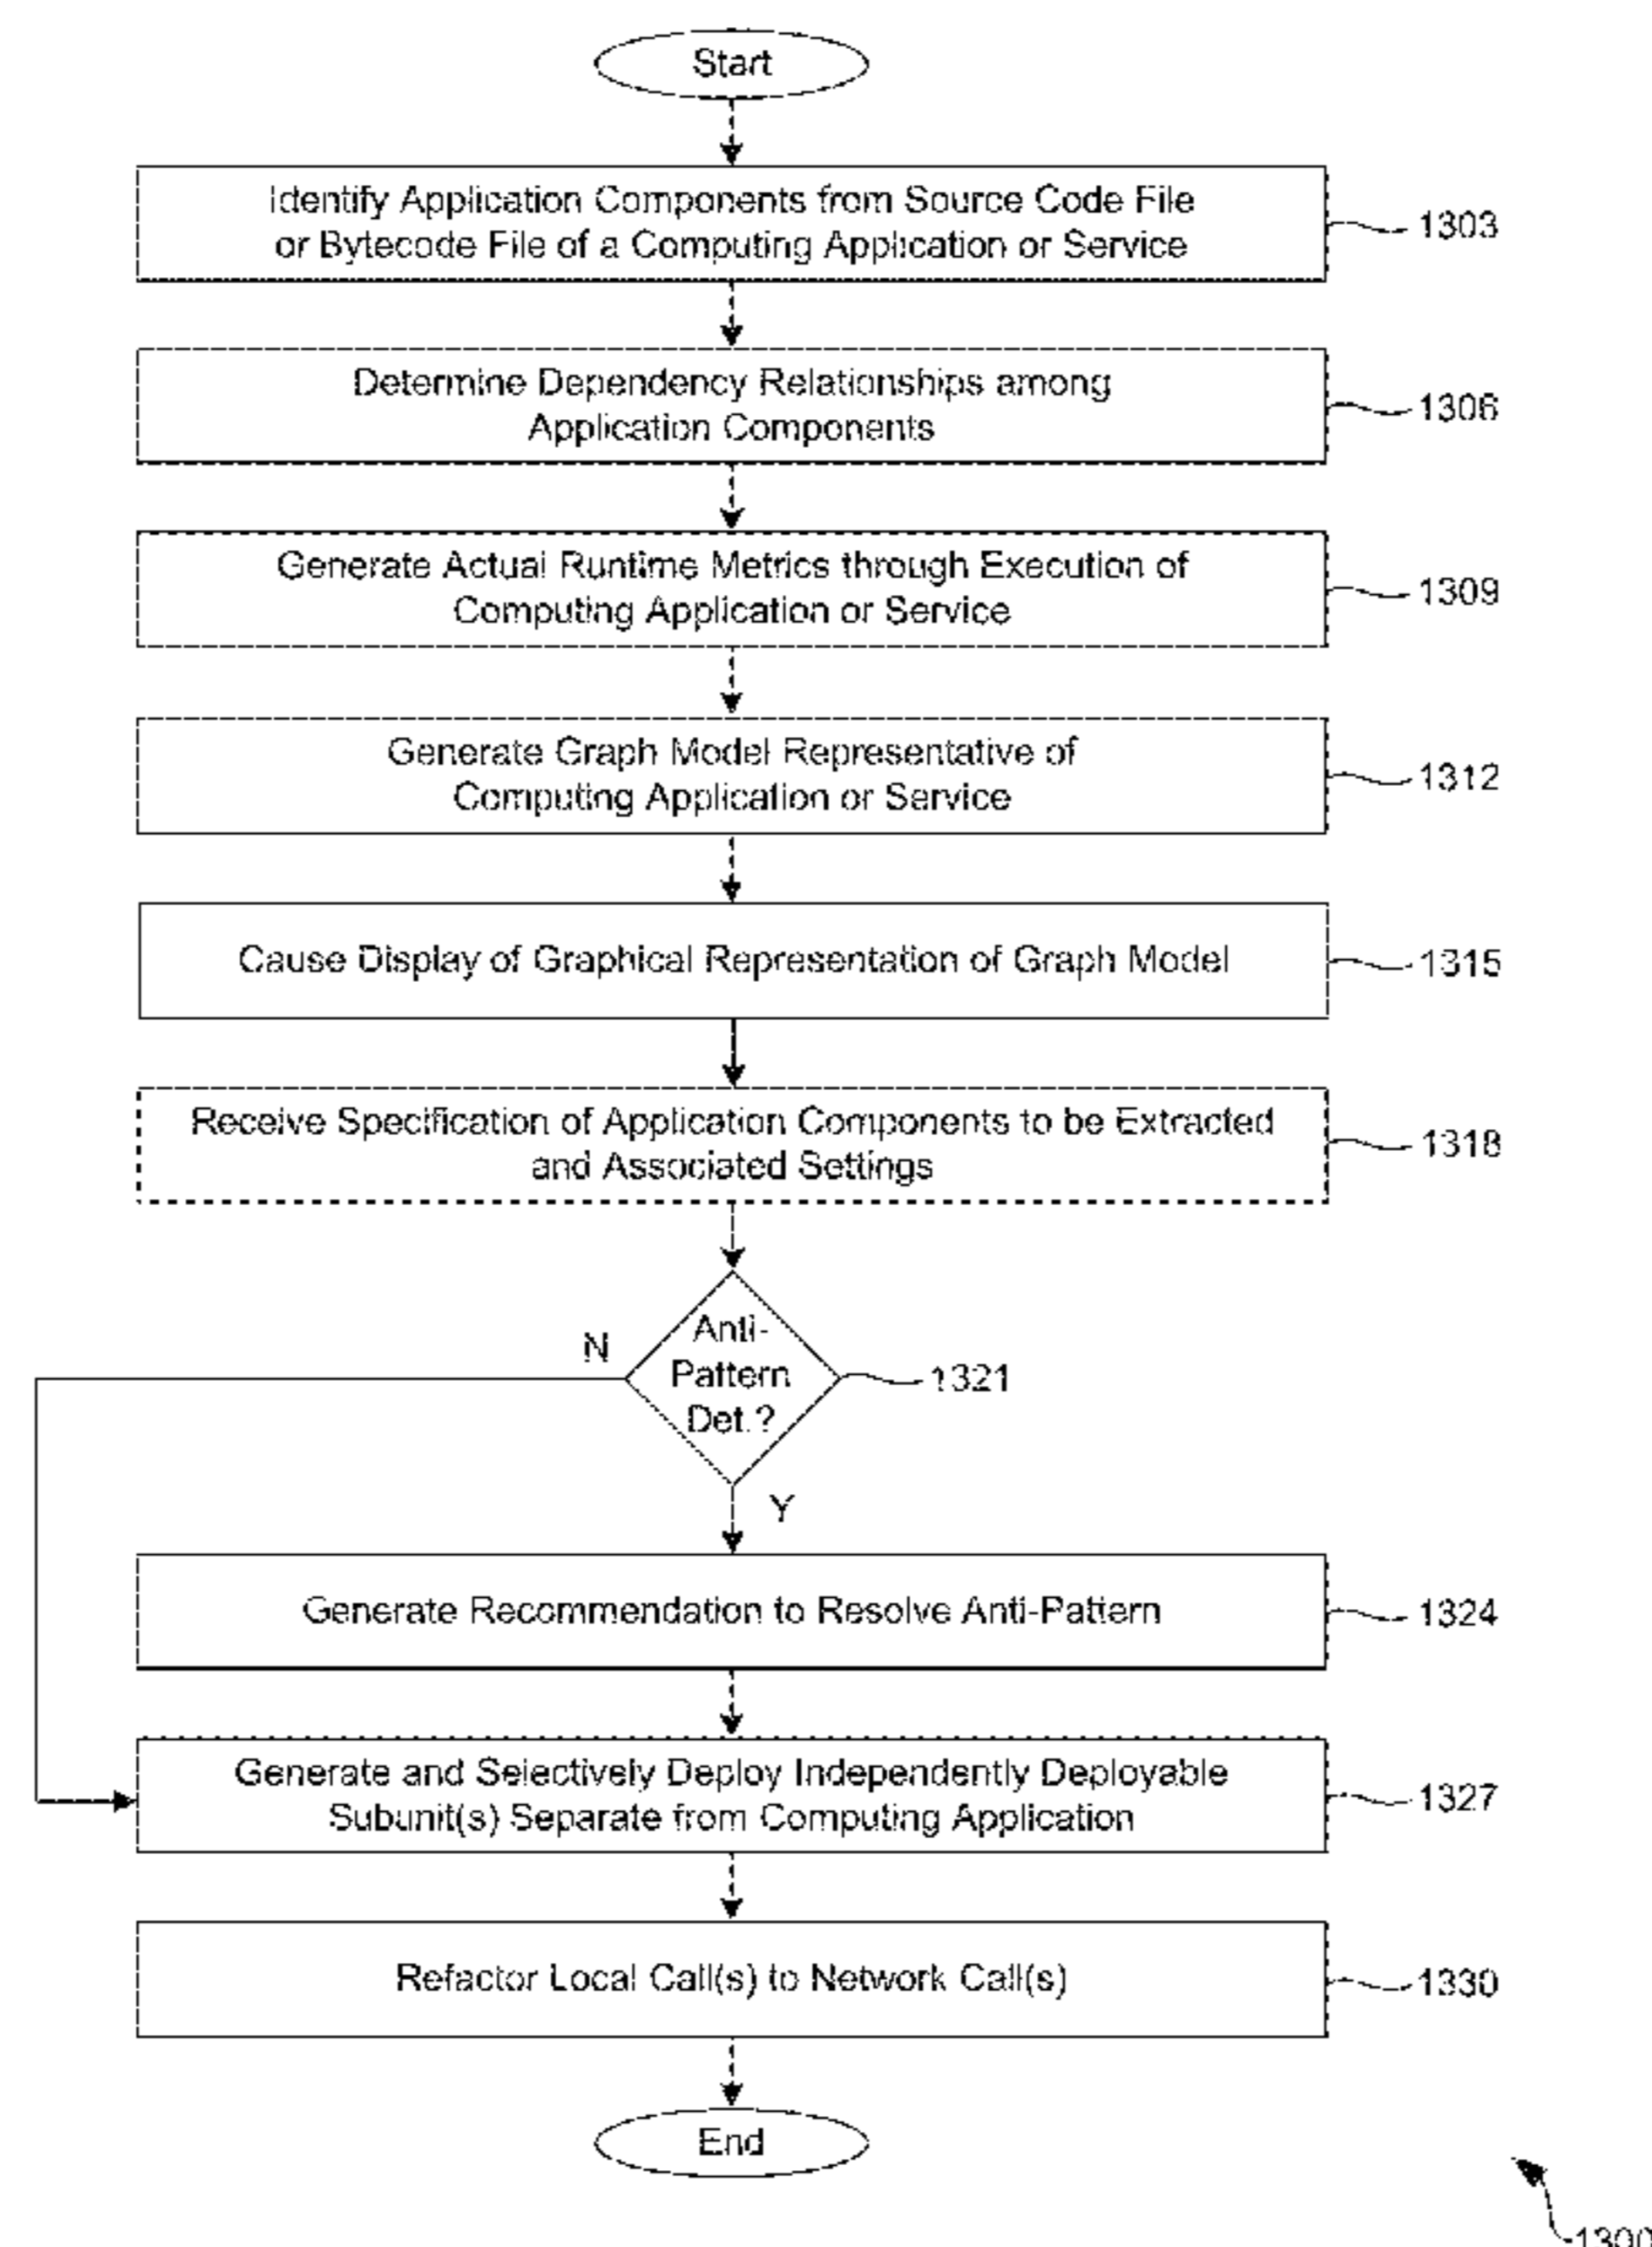 Start
Identify Application Components from Source Code File
or Bytecode File of a Computing Application or Service
1303
Determine Dependency Relationships among
Application Components
1306
Generate Actual Runtime Metrics through Execution of
Computing Application or Service
1309
Generate Graph Model Representative of
Computing Application or Service
1312
Cause Display of Graphical Representation of Graph Model
1315
Receive Specification of Application Components to be Extracted
and Associated Settings
1318
N
Anti-
Pattern
Det.?
1321
Y
Generate Recommendation to Resolve Anti-Pattern
1324
Generate and Selectively Deploy Independently Deployable
Subunit(s) Separate from Computing Application
1327
Refactor Local Call(s) to Network Call(s)
1330
End
1300